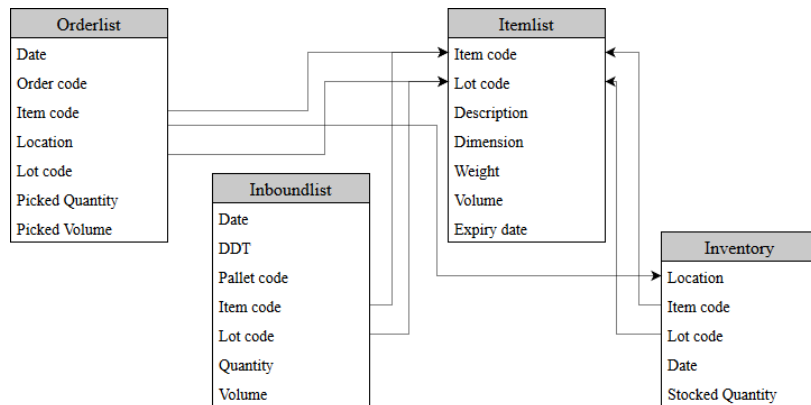 Orderlist
Date
Order code
Item code
Location
Lot code
Picked Quantity
Picked Volume
Inboundlist
Date
DDT
Pallet code
Item code
Lot code
Quantity
Volume
Itemlist
Item code
Lot code
Description
Dimension
Weight
Volume
Expiry date
Inventory
Location
Item code
Lot code
Date
Stocked Quantity